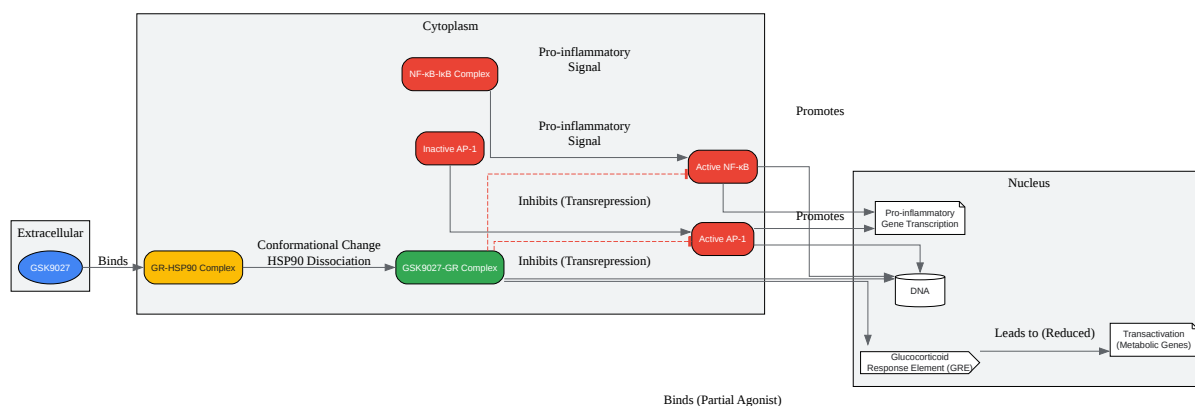 Cytoplasm
Pro-inflammatory
Signal
NF-κB-IκB Complex
Promotes
Pro-inflammatory
Signal
Inactive AP-1
Active NF-κB
Nucleus
Inhibits (Transrepression)
Pro-inflammatory
Gene Transcription
Promotes
Extracellular
Active AP-1
Conformational Change
HSP90 Dissociation
Binds
Inhibits (Transrepression)
GSK9027
GR-HSP90 Complex
GSK9027-GR Complex
DNA
Leads to (Reduced)
Transactivation
(Metabolic Genes)
Glucocorticoid
Response Element (GRE)
Binds (Partial Agonist)